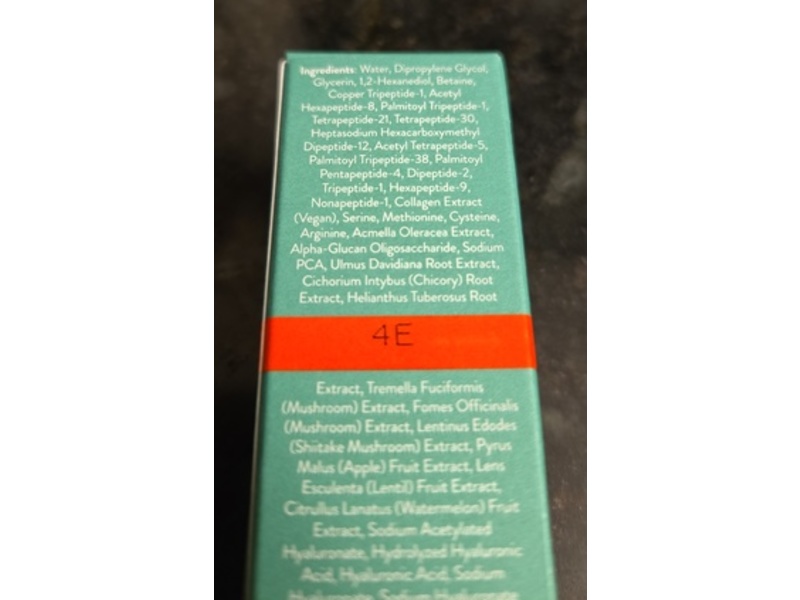 Ingredients: Water, Dipropylene Glycol,
Glycerin, 1,2-Hexanediol, Betaine,
Copper Tripeptide-1, Acetyl
Hexapeptide-8, Palmitoyl Tripeptide-1,
Tetrapeptide-21, Tetrapeptide-30,
Heptasodium Hexacarboxymethyl
Dipeptide-12, Acetyl Tetrapeptide-5,
Palmitoyl Tripeptide-38, Palmitoyl
Pentapeptide-4, Dipeptide-2,
Tripeptide-1, Hexapeptide-9,
Nonapeptide-1, Collagen Extract
(Vegan), Serine, Methionine, Cysteine,
Arginine, Acmella Oleracea Extract,
Alpha-Glucan Oligosaccharide, Sodium
PCA, Ulmus Davidiana Root Extract,
Cichorium Intybus (Chicory) Root
Extract, Helianthus Tuberosus Root
4E
Extract, Tremella Fuciformis
(Mushroom) Extract, Fomes Officinalis
(Mushroom) Extract, Lentinus Edodes
(Shiitake Mushroom) Extract, Pyrus
Malus (Apple) Fruit Extract, Lens
Esculenta (Lentil) Fruit Extract,
Citrullus Lanatus (Watermelon) Fruit
Extract, Sodium Acetylated
Hyaluronate, Hydrolyzed Hyaluronic
Acid, Hyaluronic Acid, Sodium
Hyaluronate, Sodium Hyaluronate